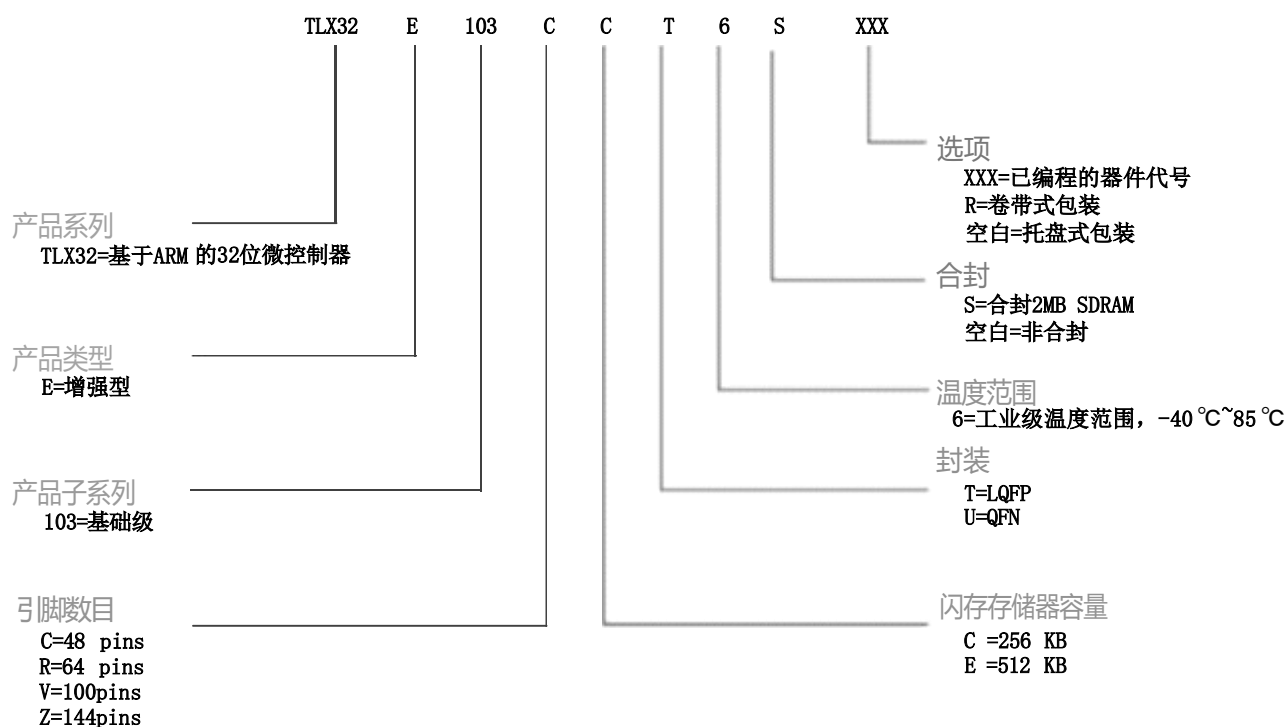 TLX32 E 103 C C T 6 S XXX
产品系列
TLX32=基于ARM 的32位微控制器
产品类型
E=增强型
产品子系列
103=基础级
引脚数目
C=48 pins
R=64 pins
V=100pins
Z=144pins
选项
XXX=已编程的器件代号
R=卷带式包装
空白=托盘式包装
合封
S=合封2MB SDRAM
空白=非合封
温度范围
6=工业级温度范围，-40℃~85℃
封装
T=LQFP
U=QFN
闪存存储器容量
C =256 KB
E =512 KB